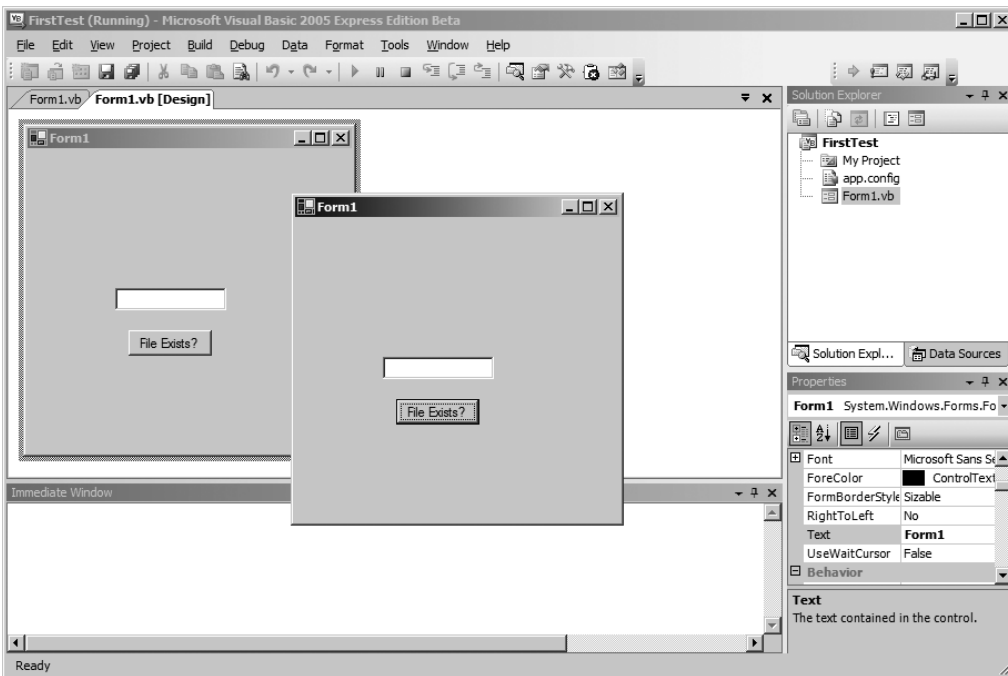 FirstTest (Running) - Microsoft Visual Basic 2005 Express Edition Beta
File Edit View Project Build Debug Data Format Tools Window Help
Form1.vb Form1.vb [Design]
Form1
File Exists?
Form1
File Exists?
Immediate Window
Ready
Solution Explorer
FirstTest
My Project
app.config
Form1.vb
Solution Expl... Data Sources
Properties
Form1 System.Windows.Forms.Fo
Font Microsoft Sans Se
ForeColor ControlText
FormBorderStyle Sizable
RightToLeft No
Text Form1
UseWaitCursor False
Behavior
Text
The text contained in the control.